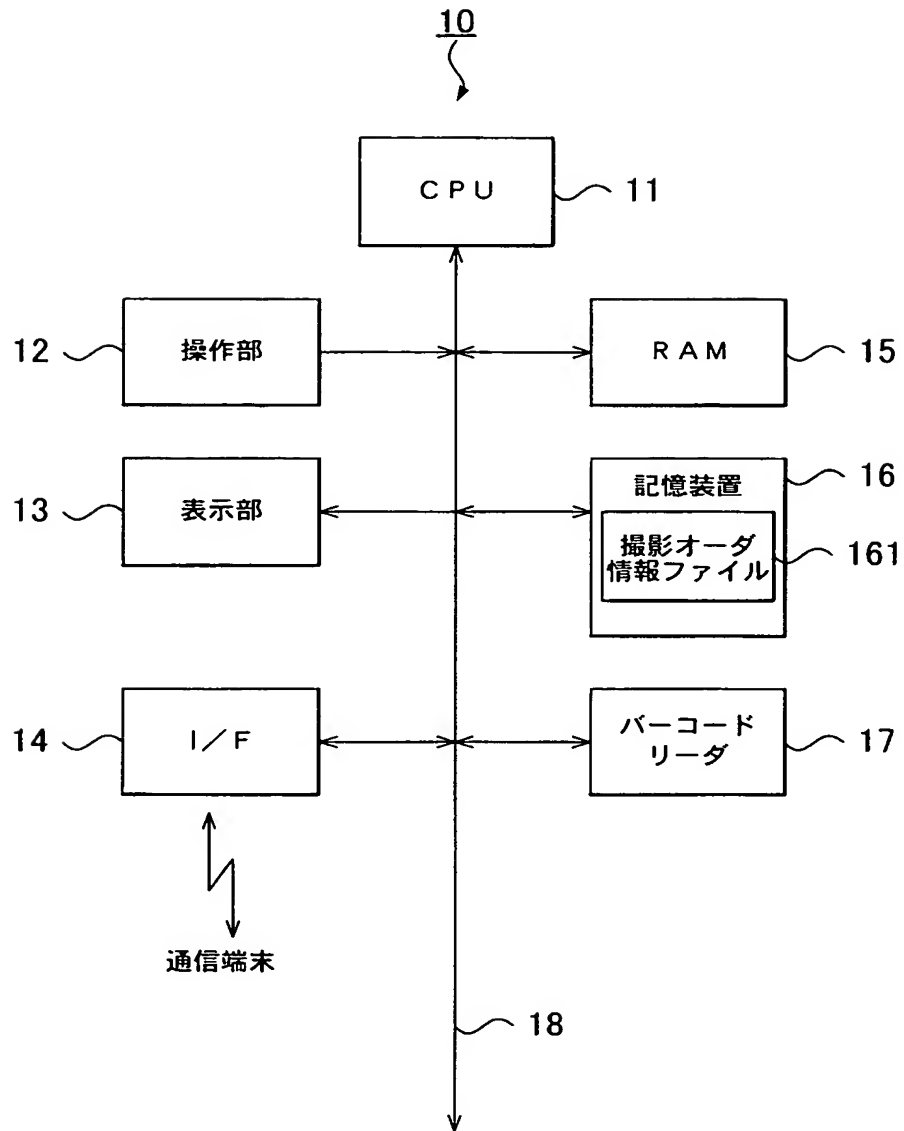 10
CPU
11
12
操作部
RAM
15
13
表示部
記憶装置
16
撮影オーダ
情報ファイル
161
14
I/F
バーコード
リーダ
17
通信端末
18